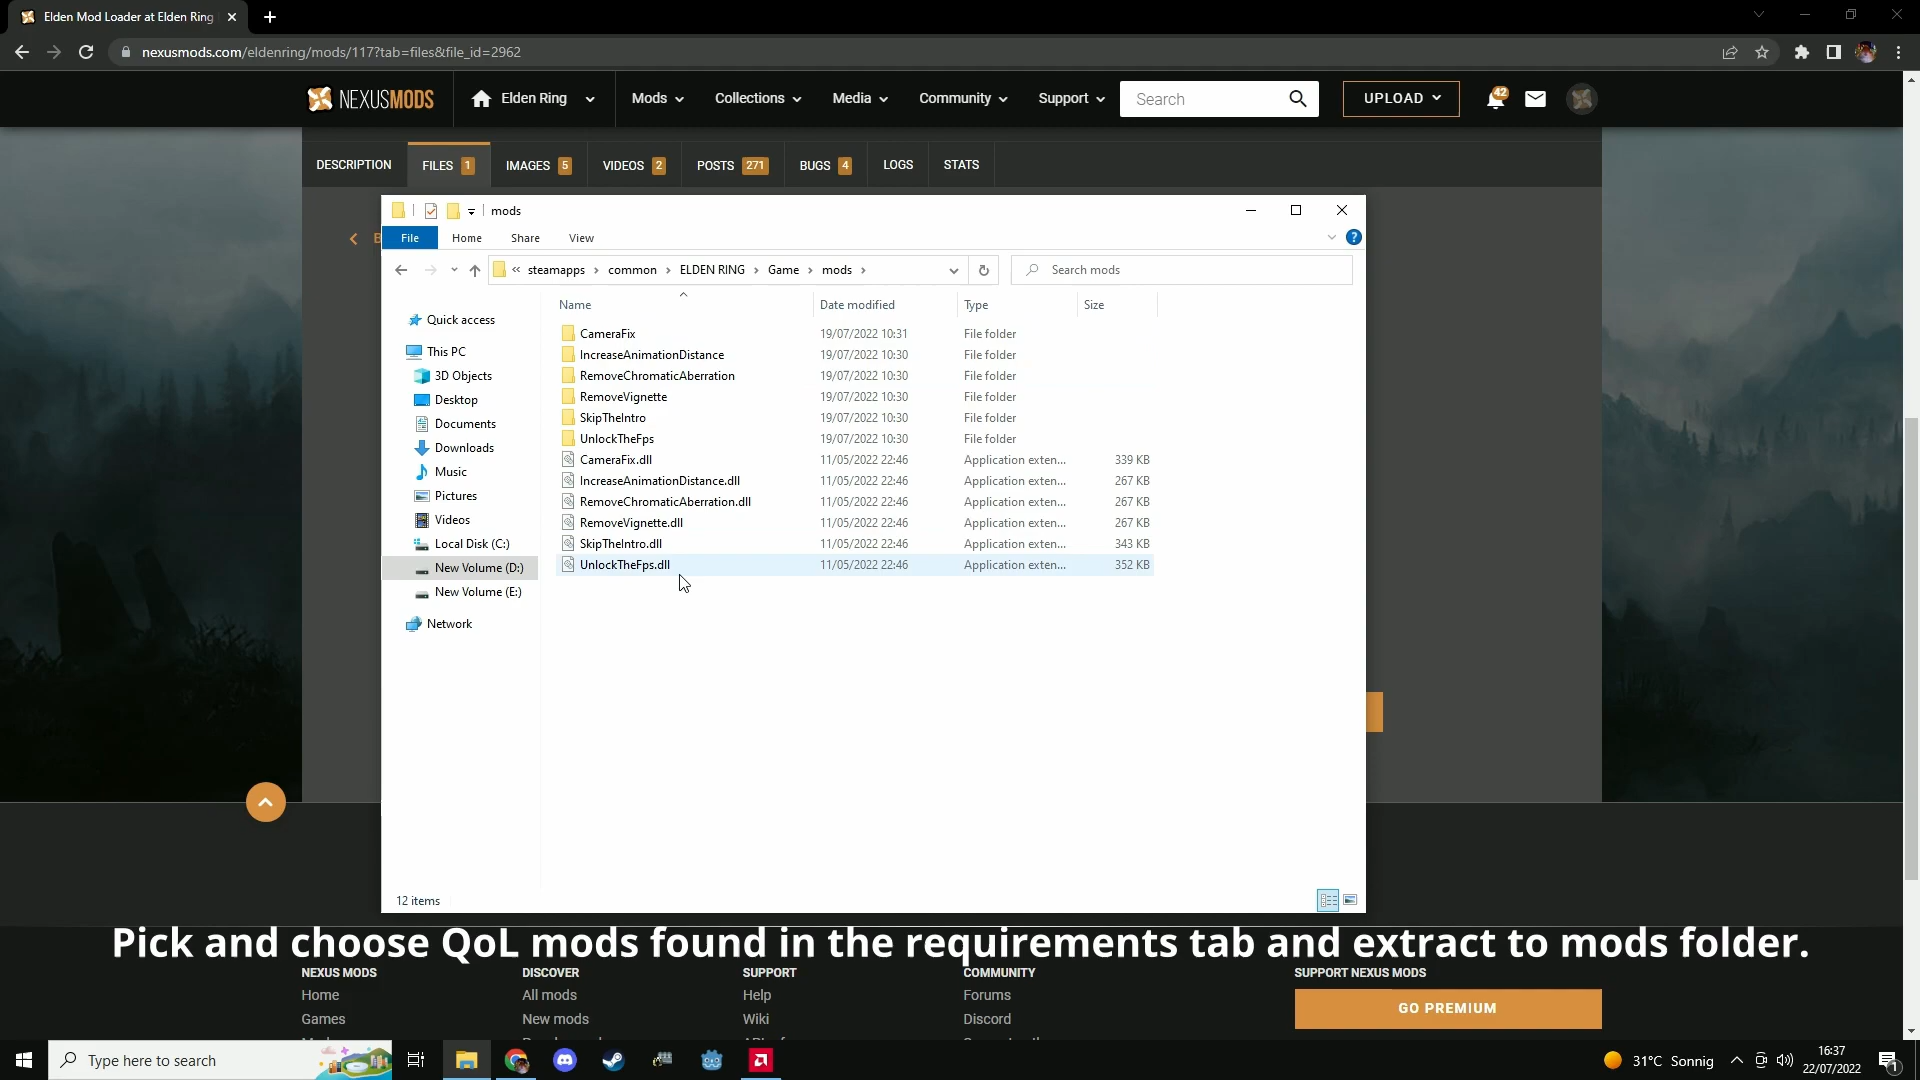 Elden Mod Loader at Elden Ring
nexusmods.com/eldenring/mods/117?tab=files&file_id=2962
NEXUSMODS
Elden Ring
Mods
Collections
Media
Community
Support
Search
UPLOAD
42
DESCRIPTION
FILES 1
IMAGES 5
VIDEOS 2
POSTS 271
BUGS 4
LOGS
STATS
mods
File
Home
Share
View
« steamapps > common > ELDEN RING > Game > mods >
Search mods
Quick access
This PC
3D Objects
Desktop
Documents
Downloads
Music
Pictures
Videos
Local Disk (C:)
New Volume (D:)
New Volume (E:)
Network
Name Date modified Type Size
CameraFix 19/07/2022 10:31 File folder
IncreaseAnimationDistance 19/07/2022 10:30 File folder
RemoveChromaticAberration 19/07/2022 10:30 File folder
RemoveVignette 19/07/2022 10:30 File folder
SkipTheIntro 19/07/2022 10:30 File folder
UnlockTheFps 19/07/2022 10:30 File folder
CameraFix.dll 11/05/2022 22:46 Application exten... 339 KB
IncreaseAnimationDistance.dll 11/05/2022 22:46 Application exten... 267 KB
RemoveChromaticAberration.dll 11/05/2022 22:46 Application exten... 267 KB
RemoveVignette.dll 11/05/2022 22:46 Application exten... 267 KB
SkipTheIntro.dll 11/05/2022 22:46 Application exten... 343 KB
UnlockTheFps.dll 11/05/2022 22:46 Application exten... 352 KB
12 items
Pick and choose QoL mods found in the requirements tab and extract to mods folder.
NEXUS MODS
Home
Games
DISCOVER
All mods
New mods
SUPPORT
Help
Wiki
COMMUNITY
Forums
Discord
SUPPORT NEXUS MODS
GO PREMIUM
Type here to search
31°C Sonnig
16:37
22/07/2022
1